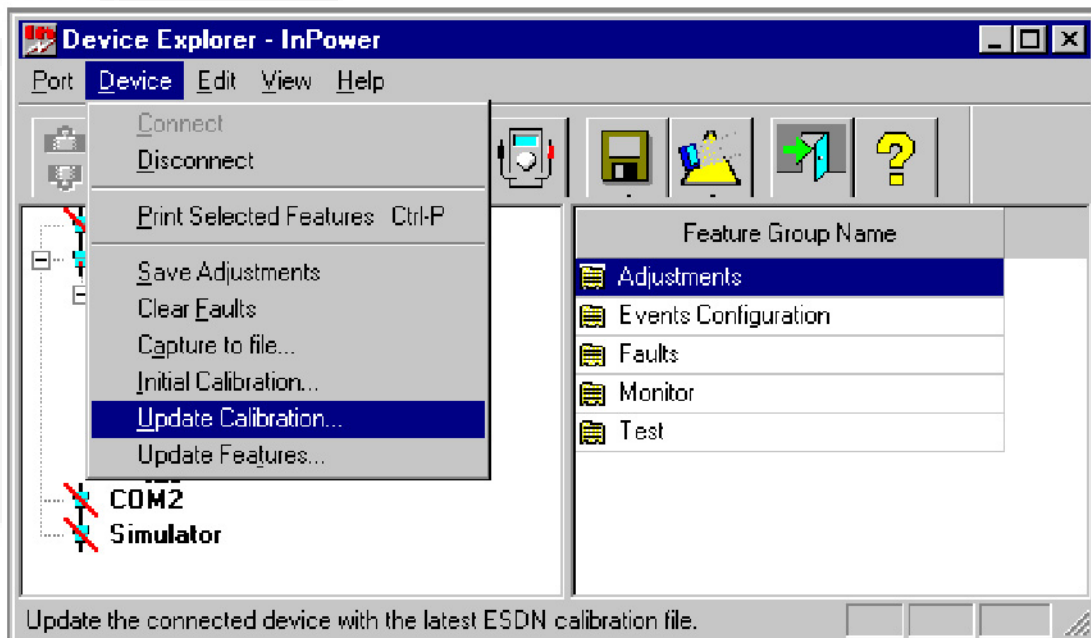 Device Explorer - InPower
Port Device Edit View Help
Connect
Disconnect
Print Selected Features Ctrl-P
Save Adjustments
Clear Faults
Capture to file...
Initial Calibration...
Update Calibration...
Update Features...
COM2
Simulator
Feature Group Name
Adjustments
Events Configuration
Faults
Monitor
Test
Update the connected device with the latest ESDN calibration file.